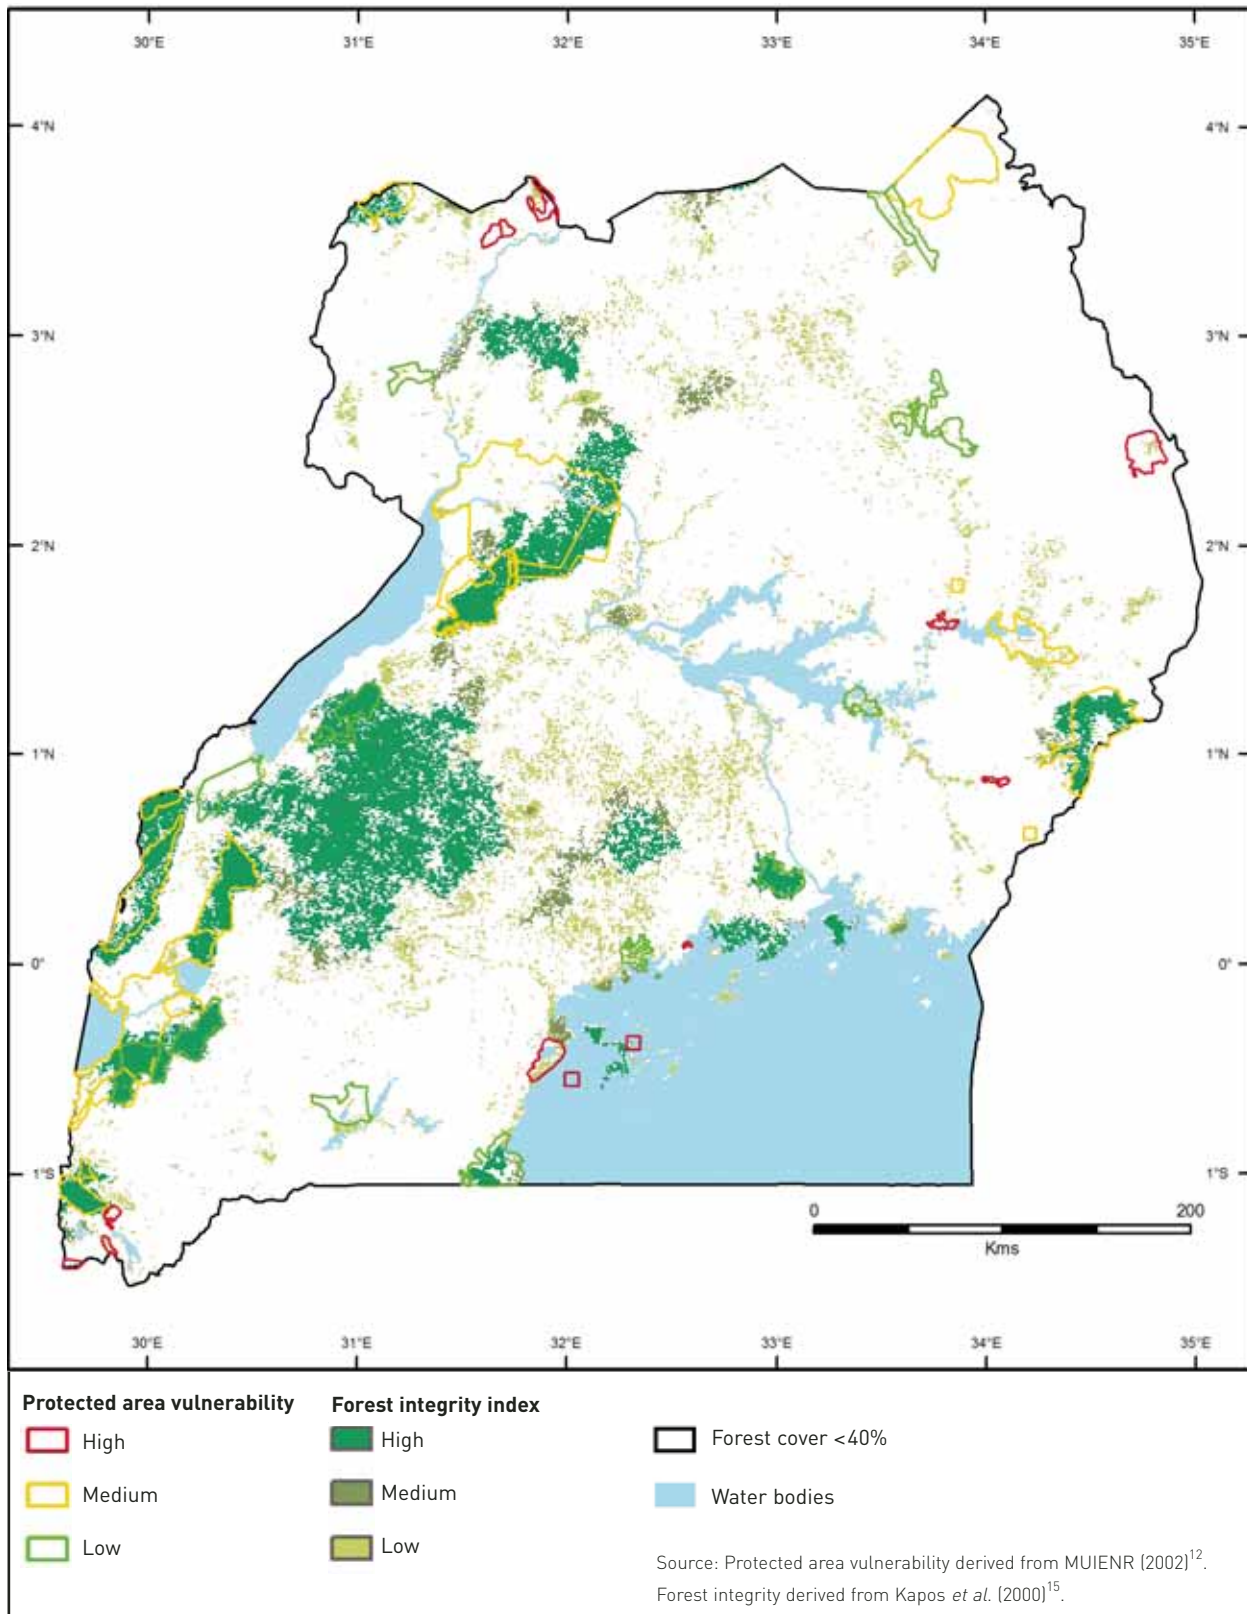 30°E 31°E 32°E 33°E 34°E 35°E
4°N 4°N
3°N 3°N
2°N 2°N
1°N 1°N
0° 0°
1°S 1°S
0 200
Kms
30°E 31°E 32°E 33°E 34°E 35°E
Protected area vulnerability
High
Medium
Low
Forest integrity index
High
Medium
Low
Forest cover <40%
Water bodies
Source: Protected area vulnerability derived from MUIENR (2002)12.
Forest integrity derived from Kapos et al. (2000)15.